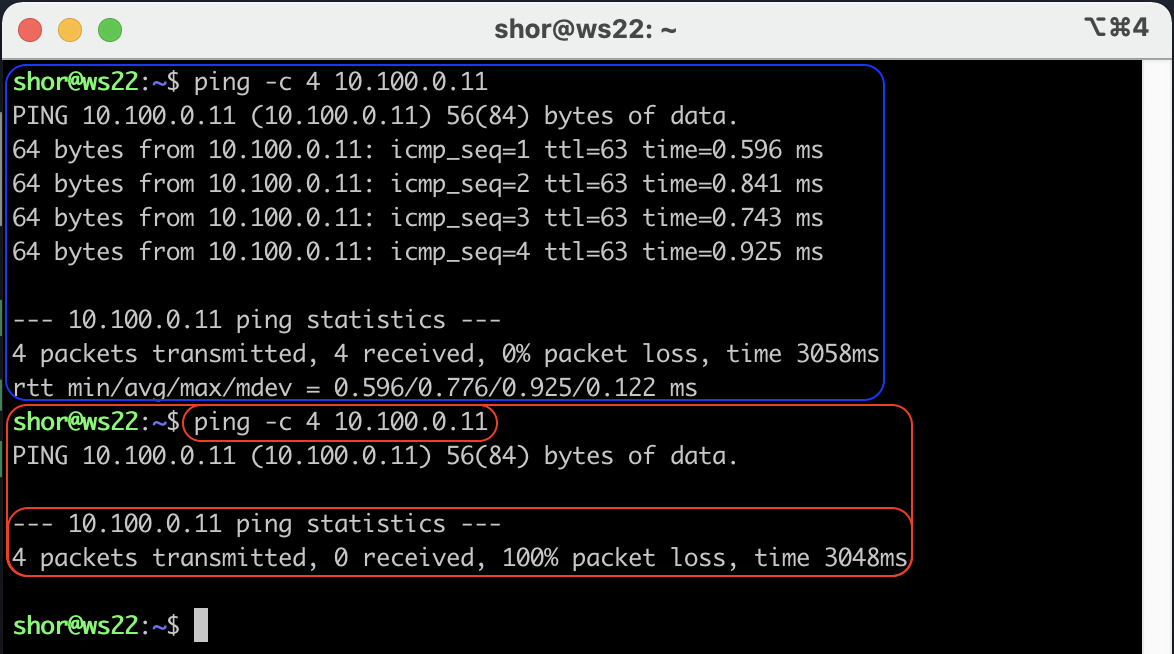 shor@ws22: ~
⌥⌘4
shor@ws22:~$ ping -c 4 10.100.0.11
PING 10.100.0.11 (10.100.0.11) 56(84) bytes of data.
64 bytes from 10.100.0.11: icmp_seq=1 ttl=63 time=0.596 ms
64 bytes from 10.100.0.11: icmp_seq=2 ttl=63 time=0.841 ms
64 bytes from 10.100.0.11: icmp_seq=3 ttl=63 time=0.743 ms
64 bytes from 10.100.0.11: icmp_seq=4 ttl=63 time=0.925 ms
--- 10.100.0.11 ping statistics ---
4 packets transmitted, 4 received, 0% packet loss, time 3058ms
rtt min/avg/max/mdev = 0.596/0.776/0.925/0.122 ms
shor@ws22:~$ ping -c 4 10.100.0.11
PING 10.100.0.11 (10.100.0.11) 56(84) bytes of data.
--- 10.100.0.11 ping statistics ---
4 packets transmitted, 0 received, 100% packet loss, time 3048ms
shor@ws22:~$